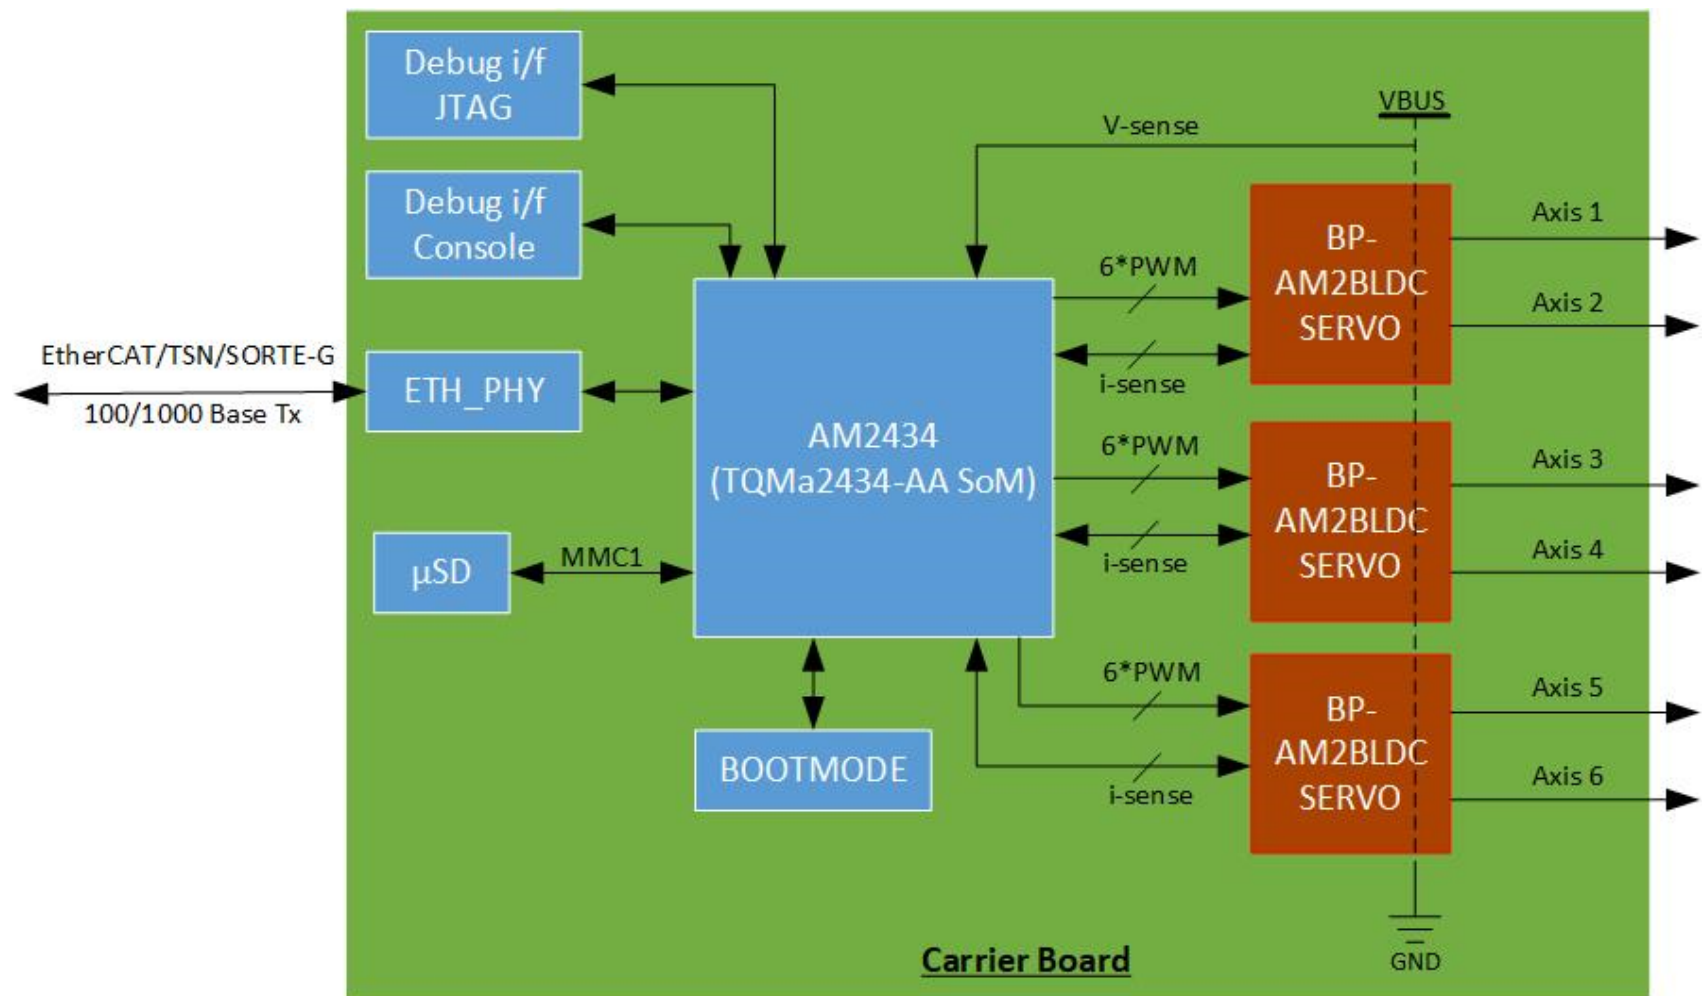 Debug i/f
JTAG
Debug i/f
Console
EtherCAT/TSN/SORTE-G
100/1000 Base Tx
ETH_PHY
µSD
MMC1
AM2434
(TQMa2434-AA SoM)
BOOTMODE
V-sense
VBUS
6*PWM
i-sense
BP-
AM2BLDC
SERVO
Axis 1
Axis 2
6*PWM
i-sense
BP-
AM2BLDC
SERVO
Axis 3
Axis 4
6*PWM
i-sense
BP-
AM2BLDC
SERVO
Axis 5
Axis 6
GND
Carrier Board